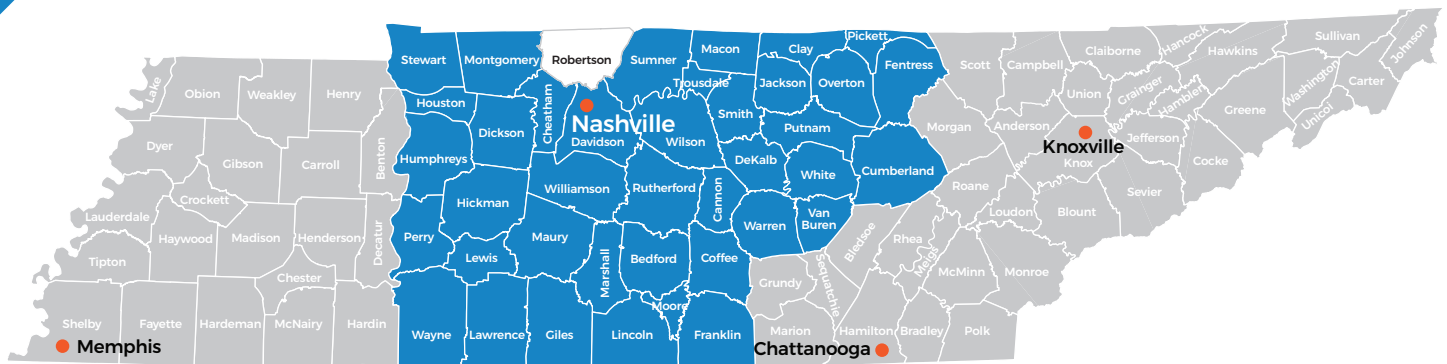 Stewart
Montgomery
Robertson
Sumner
Macon
Clay
Pickett
Fentress
Scott
Campbell
Claiborne
Hancock
Hawkins
Sullivan
Johnson
Lake
Obion
Weakley
Henry
Houston
Dickson
Cheatham
Nashville
Davidson
Trousdale
Wilson
Smith
Jackson
Overton
Putnam
Morgan
Anderson
Union
Grainger
Hamblen
Greene
Washington
Unicoi
Carter
Dyer
Gibson
Carroll
Benton
Humphreys
Hickman
Williamson
Rutherford
Cannon
DeKalb
White
Cumberland
Knoxville
Knox
Jefferson
Cocke
Sevier
Roane
Loudon
Blount
Lauderdale
Crockett
Haywood
Madison
Henderson
Decatur
Perry
Lewis
Maury
Marshall
Bedford
Coffee
Warren
Van
Buren
Bledsoe
Rhea
Meigs
McMinn
Monroe
Tipton
Chester
Moore
Grundy
Sequatchie
Shelby
Fayette
Hardeman
McNairy
Hardin
Wayne
Lawrence
Giles
Lincoln
Franklin
Marion
Hamilton
Bradley
Polk
Memphis
Chattanooga